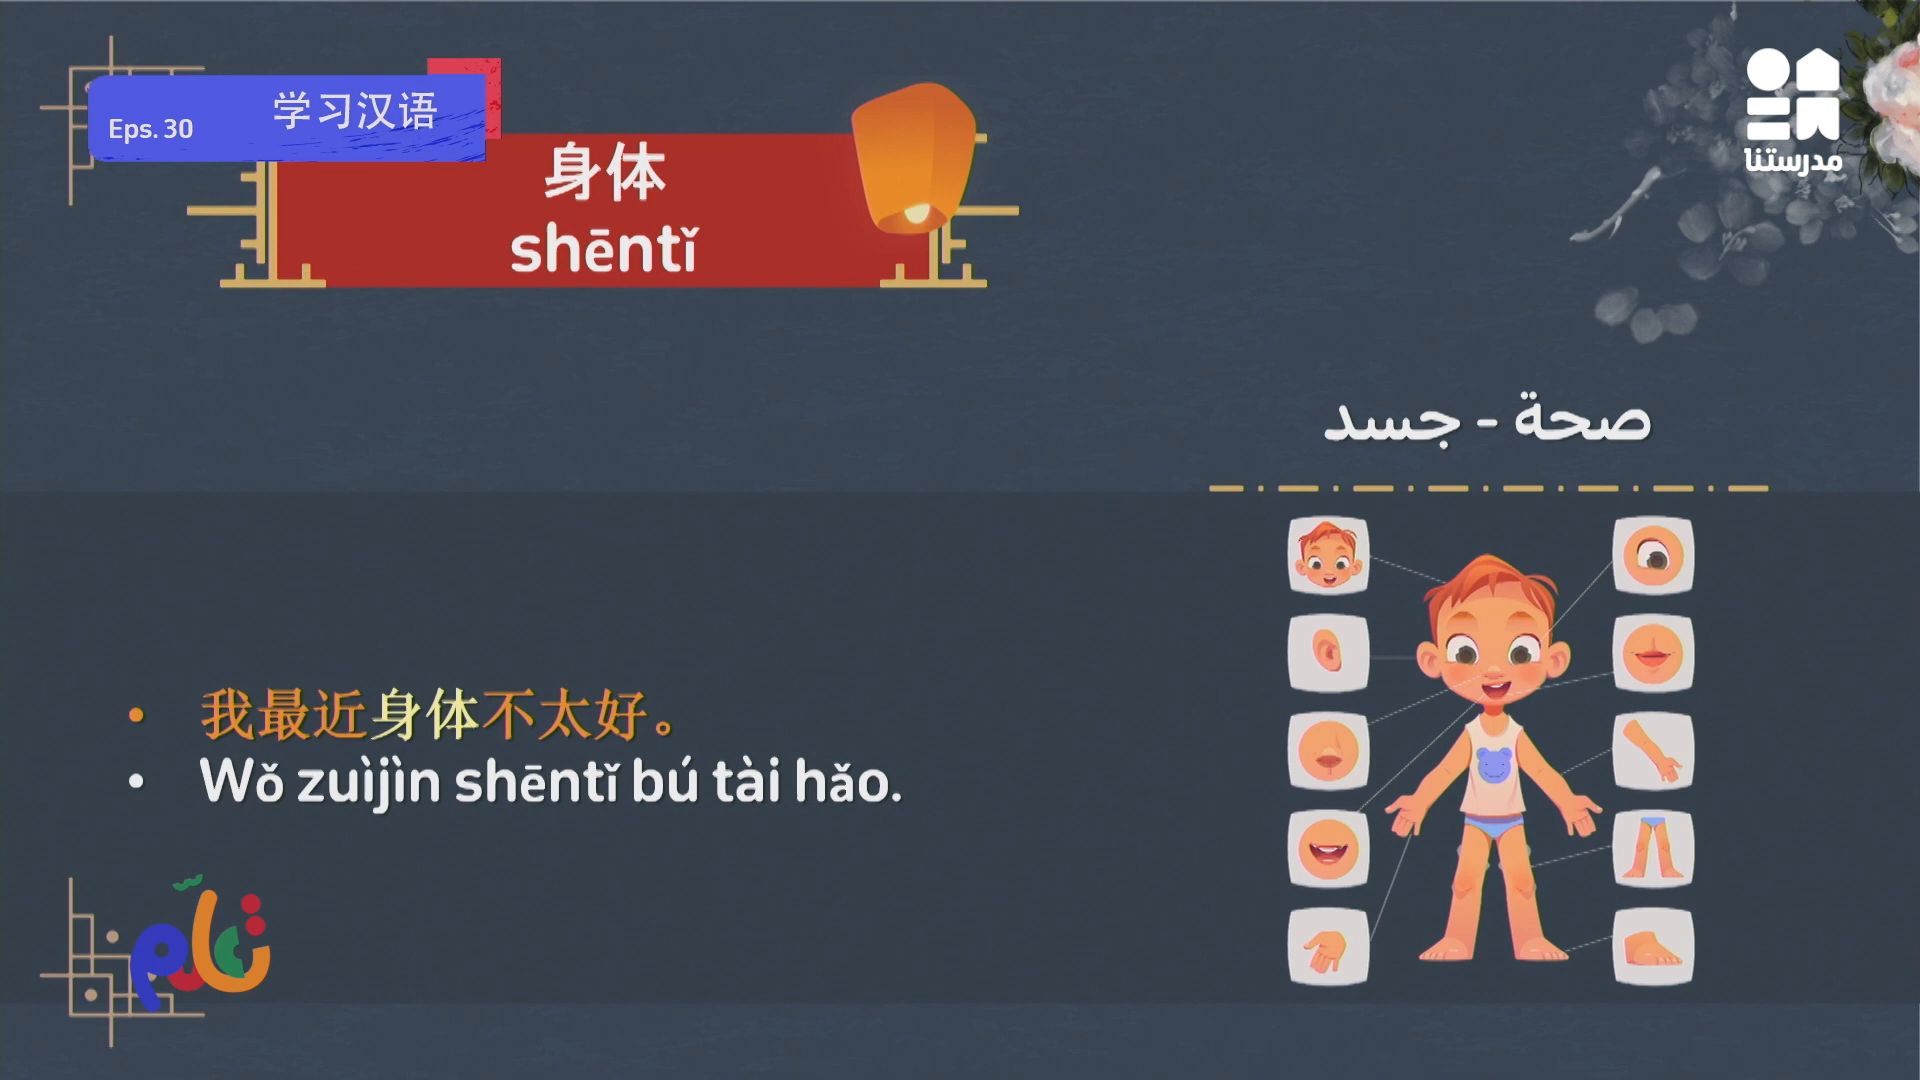 学习汉语
Eps. 30
مدرستنا
身体
shēntǐ
صحة - جسد
我最近身体不太好。
Wǒ zuìjìn shēntǐ bú tài hǎo.